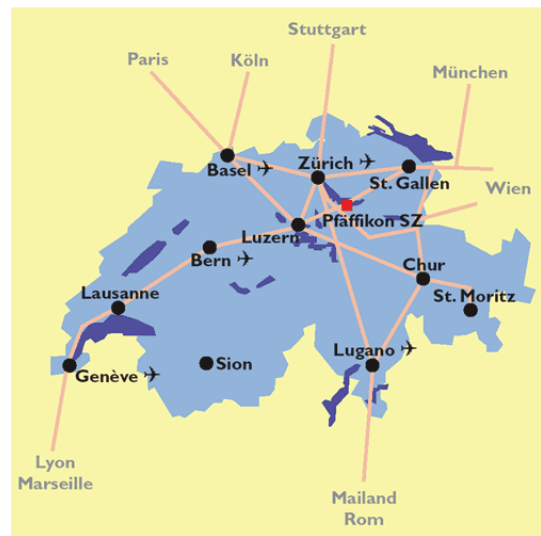 Stuttgart
Paris
Köln
München
Basel
Zürich
St. Gallen
Wien
Pfäffikon SZ
Luzern
Bern
Chur
Lausanne
St. Moritz
Lugano
Sion
Genève
Lyon
Marseille
Mailand
Rom